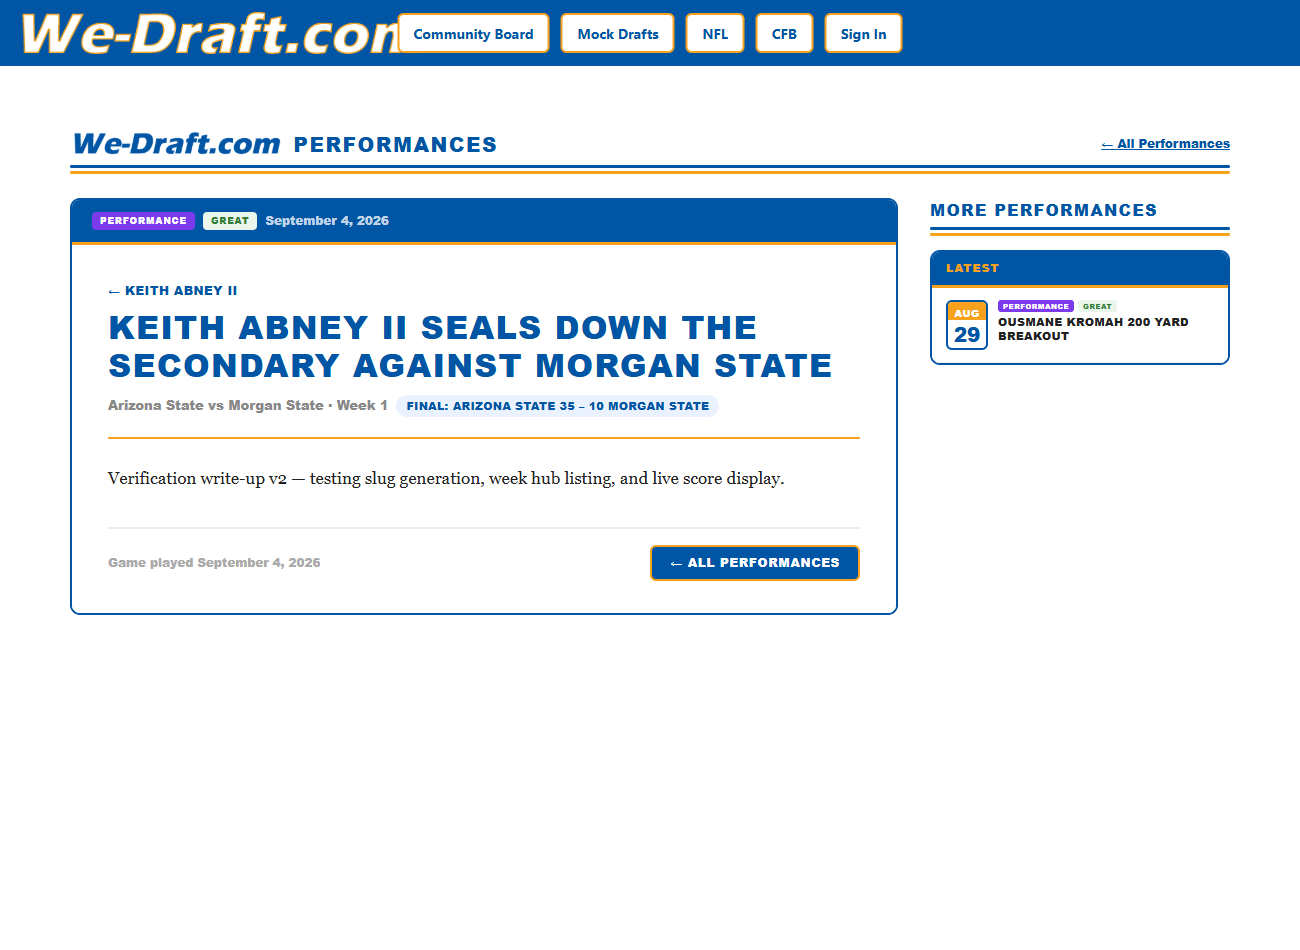 We-Draft.com
Community Board
Mock Drafts
NFL
CFB
Sign In
We-Draft.com PERFORMANCES
← All Performances
PERFORMANCE GREAT September 4, 2026
← KEITH ABNEY II
KEITH ABNEY II SEALS DOWN THE
SECONDARY AGAINST MORGAN STATE
Arizona State vs Morgan State · Week 1 FINAL: ARIZONA STATE 35 – 10 MORGAN STATE
Verification write-up v2 — testing slug generation, week hub listing, and live score display.
Game played September 4, 2026
← ALL PERFORMANCES
MORE PERFORMANCES
LATEST
AUG
29
PERFORMANCE GREAT
OUSMANE KROMAH 200 YARD
BREAKOUT